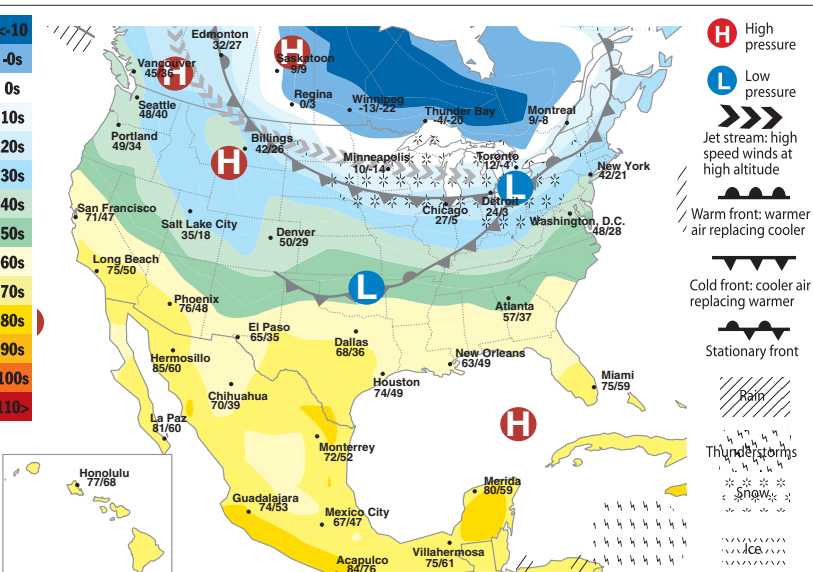 <-10
-0s
0s
10s
20s
30s
40s
50s
60s
70s
80s
90s
100s
110>
Edmonton
32/27
H
Saskatoon
9/9
Vancouver
45/36
H
Seattle
48/40
Regina
0/3
Winnipeg
-13/-22
Thunder Bay
-4/-20
Montreal
9/-8
Portland
49/34
Billings
42/26
H
Minneapolis
10/-14
Toronto
12/-4
L
New York
42/21
Detroit
24/3
Chicago
27/5
Washington, D.C.
48/28
San Francisco
71/47
Salt Lake City
35/18
Denver
50/29
Long Beach
75/50
L
Phoenix
76/48
Atlanta
57/37
El Paso
65/35
Dallas
68/36
New Orleans
63/49
Hermosillo
85/60
Houston
74/49
Miami
75/59
Chihuahua
70/39
La Paz
81/60
H
Monterrey
72/52
Honolulu
77/68
Merida
80/59
Guadalajara
74/53
Mexico City
67/47
Villahermosa
75/61
Acapulco
84/76
H High
pressure
L Low
pressure
Jet stream: high
speed winds at
high altitude
Warm front: warmer
air replacing cooler
Cold front: cooler air
replacing warmer
Stationary front
Rain
Thunderstorms
Snow
Ice